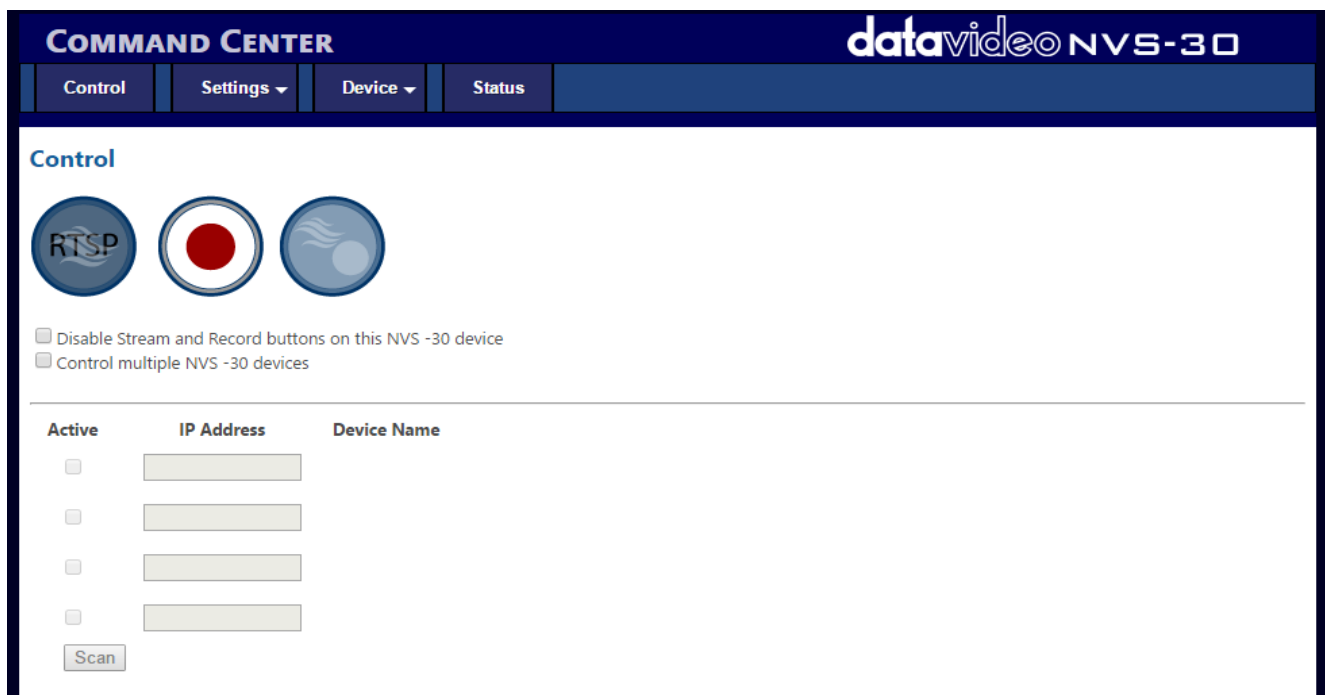 COMMAND CENTER
datavideo NVS-30
Control Settings Device Status
Control
RTSP
Disable Stream and Record buttons on this NVS -30 device
Control multiple NVS -30 devices
Active IP Address Device Name
Scan